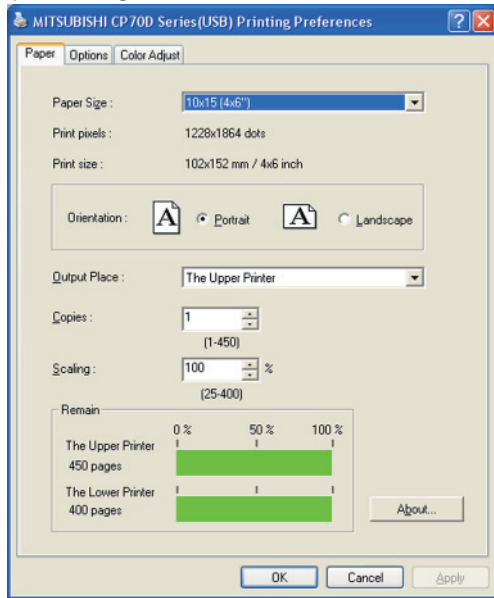 MITSUBISHI CP70D Series(USB) Printing Preferences
Paper Options Color Adjust
Paper Size : 10x15 (4x6")
Print pixels : 1228x1864 dots
Print size : 102x152 mm / 4x6 inch
Orientation : A Portrait A Landscape
Output Place : The Upper Printer
Copies : 1
(1-450)
Scaling : 100 %
(25-400)
Remain
0 % 50 % 100 %
The Upper Printer
450 pages
The Lower Printer
400 pages
About...
OK Cancel Apply